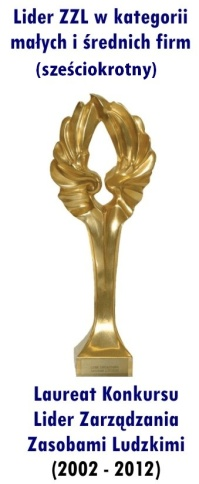 Lider ZZL w kategorii
małych i średnich firm
(sześciokrotny)
Laureat Konkursu
Lider Zarządzania
Zasobami Ludzkimi
(2002 - 2012)